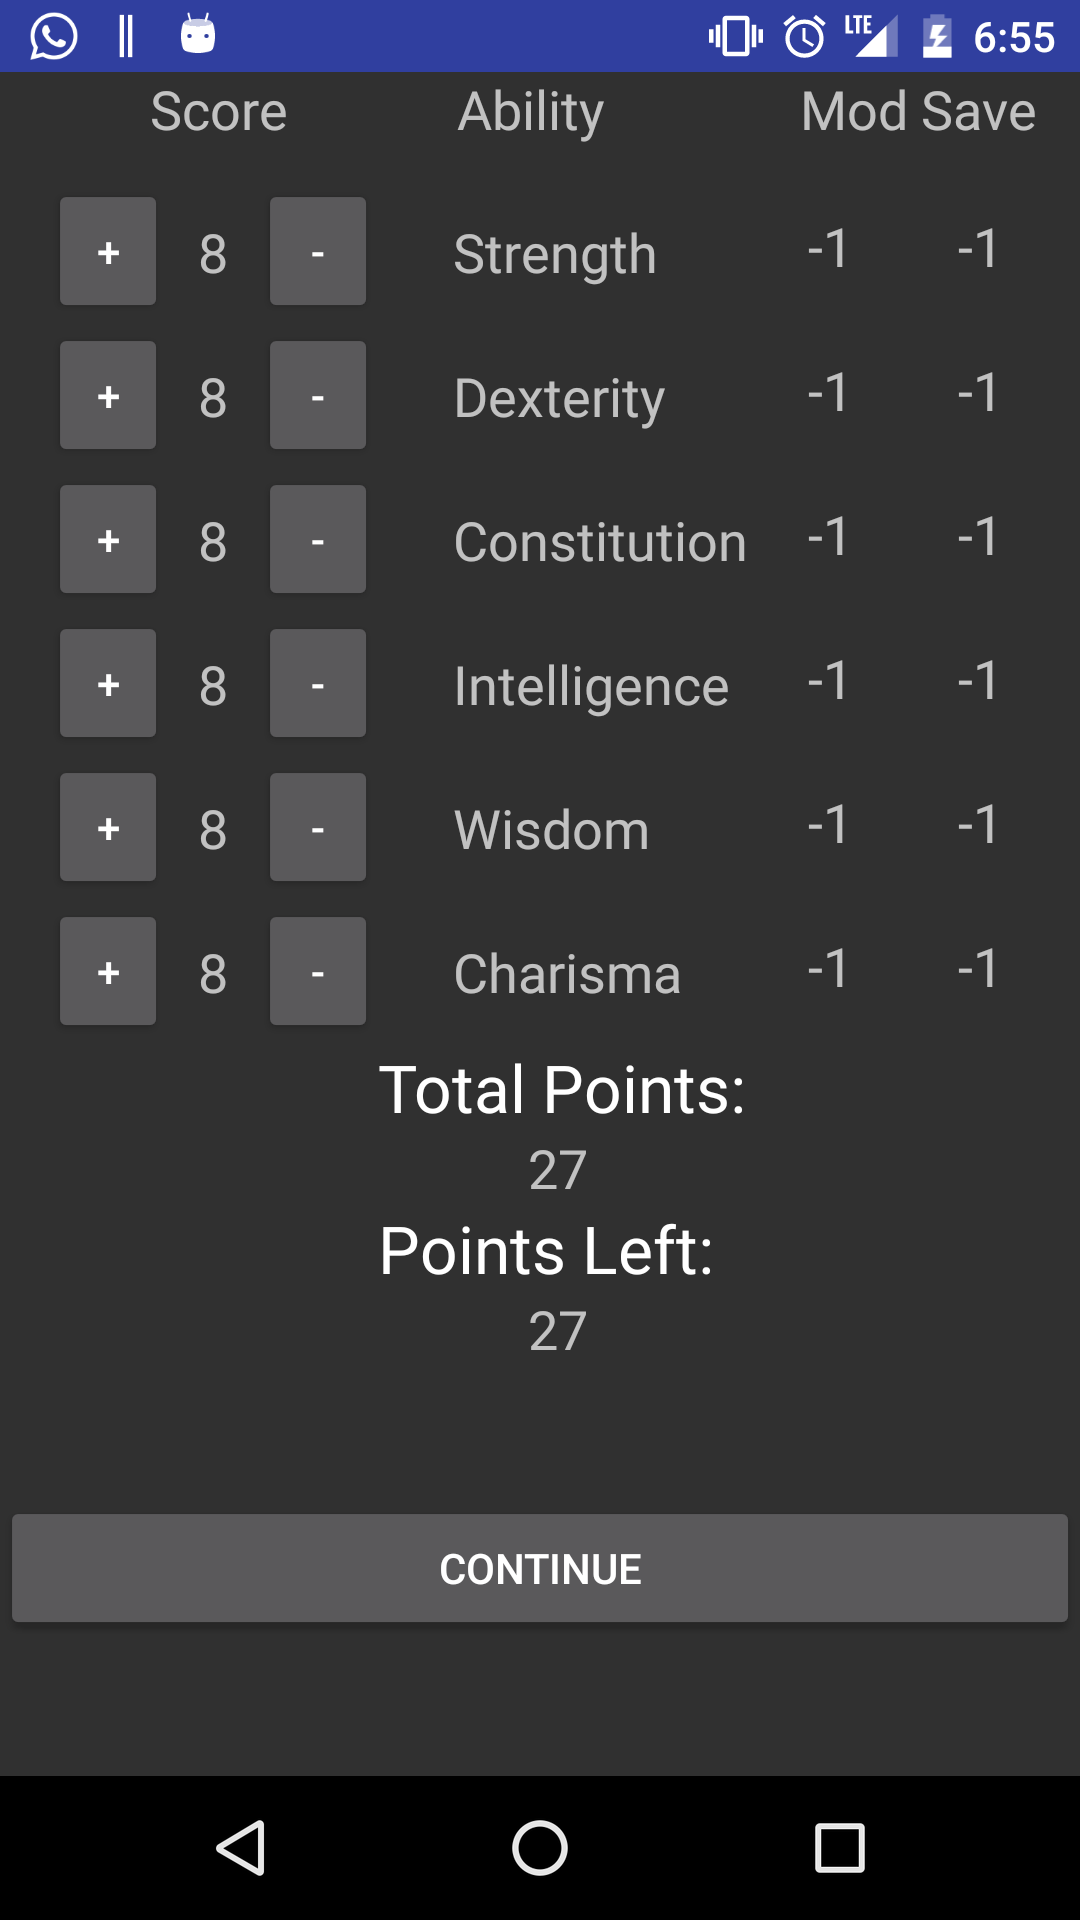 LTE 6:55
Score Ability Mod Save
+ 8 - Strength -1 -1
+ 8 - Dexterity -1 -1
+ 8 - Constitution -1 -1
+ 8 - Intelligence -1 -1
+ 8 - Wisdom -1 -1
+ 8 - Charisma -1 -1
Total Points:
27
Points Left:
27
CONTINUE